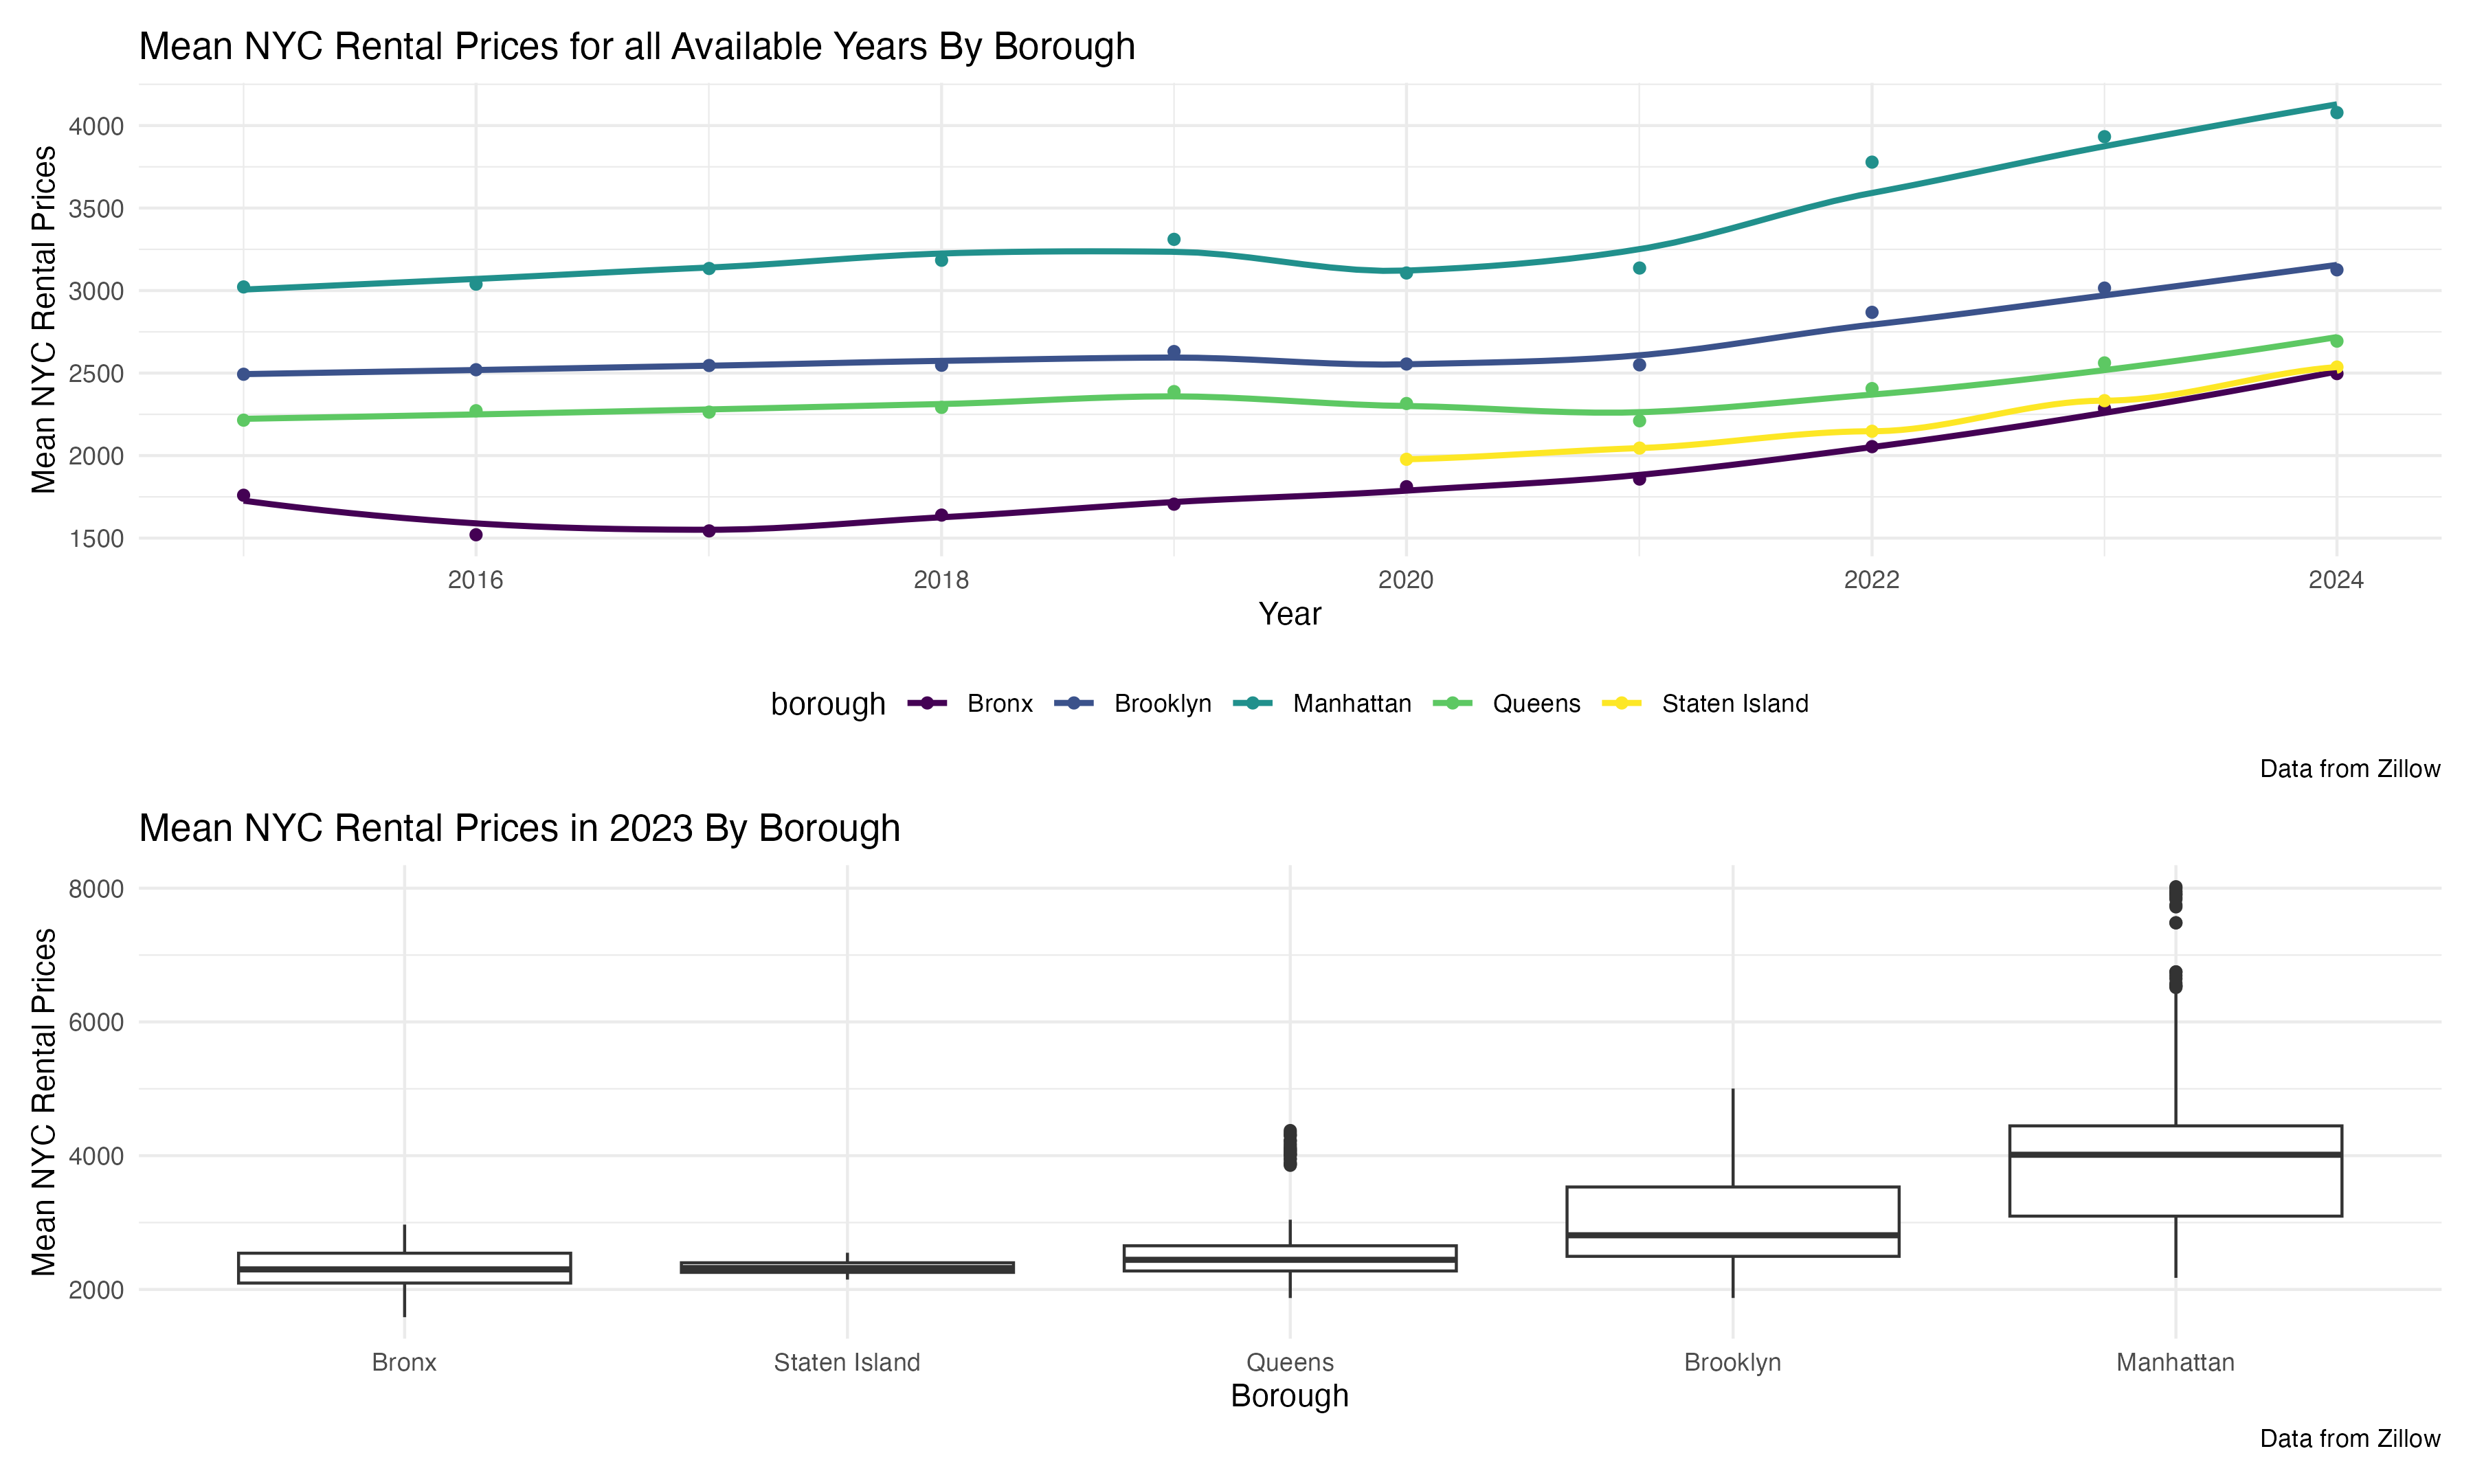 Mean NYC Rental Prices for all Available Years By Borough
Mean NYC Rental Prices
4000
3500
3000
2500
2000
1500
2016 2018 2020 2022 2024
Year
borough Bronx Brooklyn Manhattan Queens Staten Island
Data from Zillow
Mean NYC Rental Prices in 2023 By Borough
Mean NYC Rental Prices
8000
6000
4000
2000
Bronx Staten Island Queens Brooklyn Manhattan
Borough
Data from Zillow